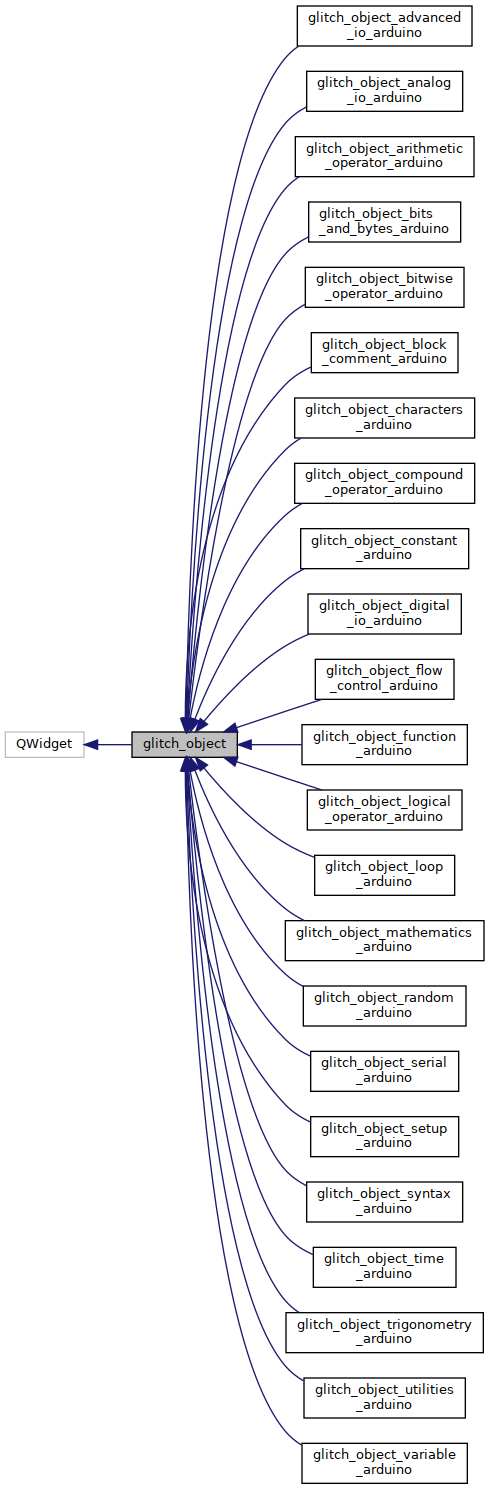 glitch_object_advanced
_io_arduino
glitch_object_analog
_io_arduino
glitch_object_arithmetic
_operator_arduino
glitch_object_bits
_and_bytes_arduino
glitch_object_bitwise
_operator_arduino
glitch_object_block
_comment_arduino
glitch_object_characters
_arduino
glitch_object_compound
_operator_arduino
glitch_object_constant
_arduino
glitch_object_digital
_io_arduino
glitch_object_flow
_control_arduino
QWidget
glitch_object
glitch_object_function
_arduino
glitch_object_logical
_operator_arduino
glitch_object_loop
_arduino
glitch_object_mathematics
_arduino
glitch_object_random
_arduino
glitch_object_serial
_arduino
glitch_object_setup
_arduino
glitch_object_syntax
_arduino
glitch_object_time
_arduino
glitch_object_trigonometry
_arduino
glitch_object_utilities
_arduino
glitch_object_variable
_arduino